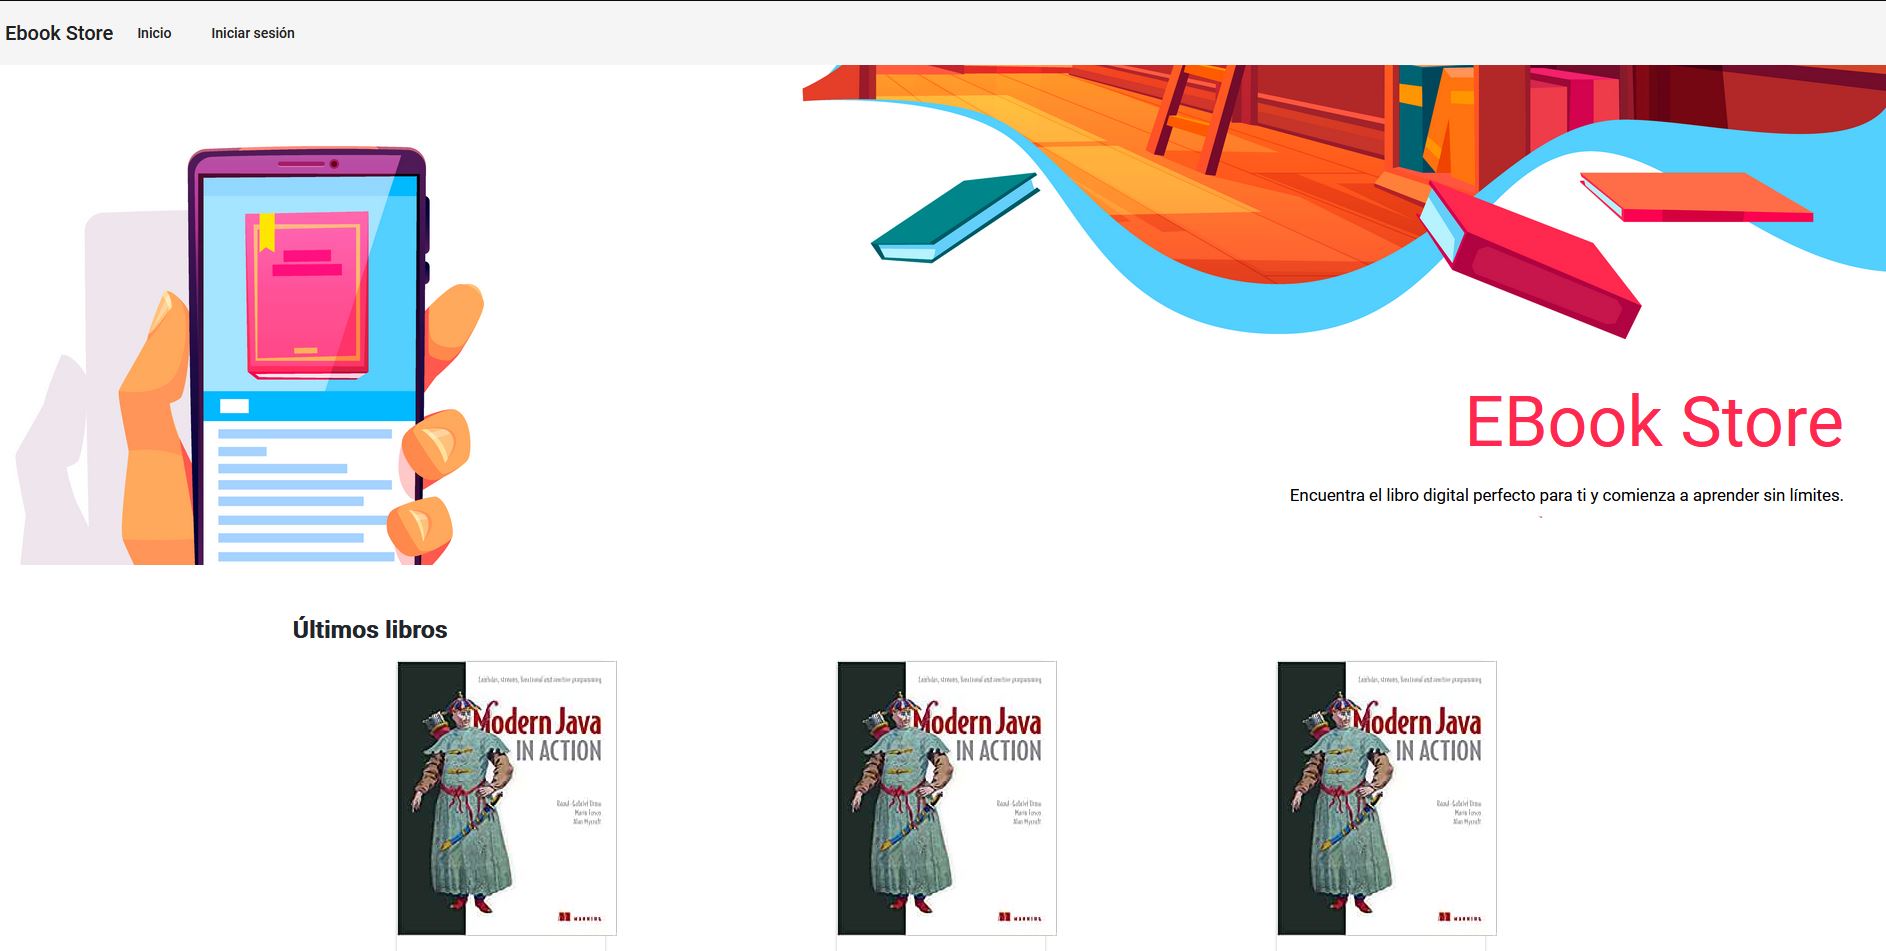 Ebook Store Inicio Iniciar sesión
EBook Store
Encuentra el libro digital perfecto para ti y comienza a aprender sin límites.
Últimos libros
Lambdas, streams, functional and reactive programming
Modern Java
IN ACTION
Raoul-Gabriel Urma
Mario Fusco
Alan Mycroft
MANNING
Lambdas, streams, functional and reactive programming
Modern Java
IN ACTION
Raoul-Gabriel Urma
Mario Fusco
Alan Mycroft
MANNING
Lambdas, streams, functional and reactive programming
Modern Java
IN ACTION
Raoul-Gabriel Urma
Mario Fusco
Alan Mycroft
MANNING